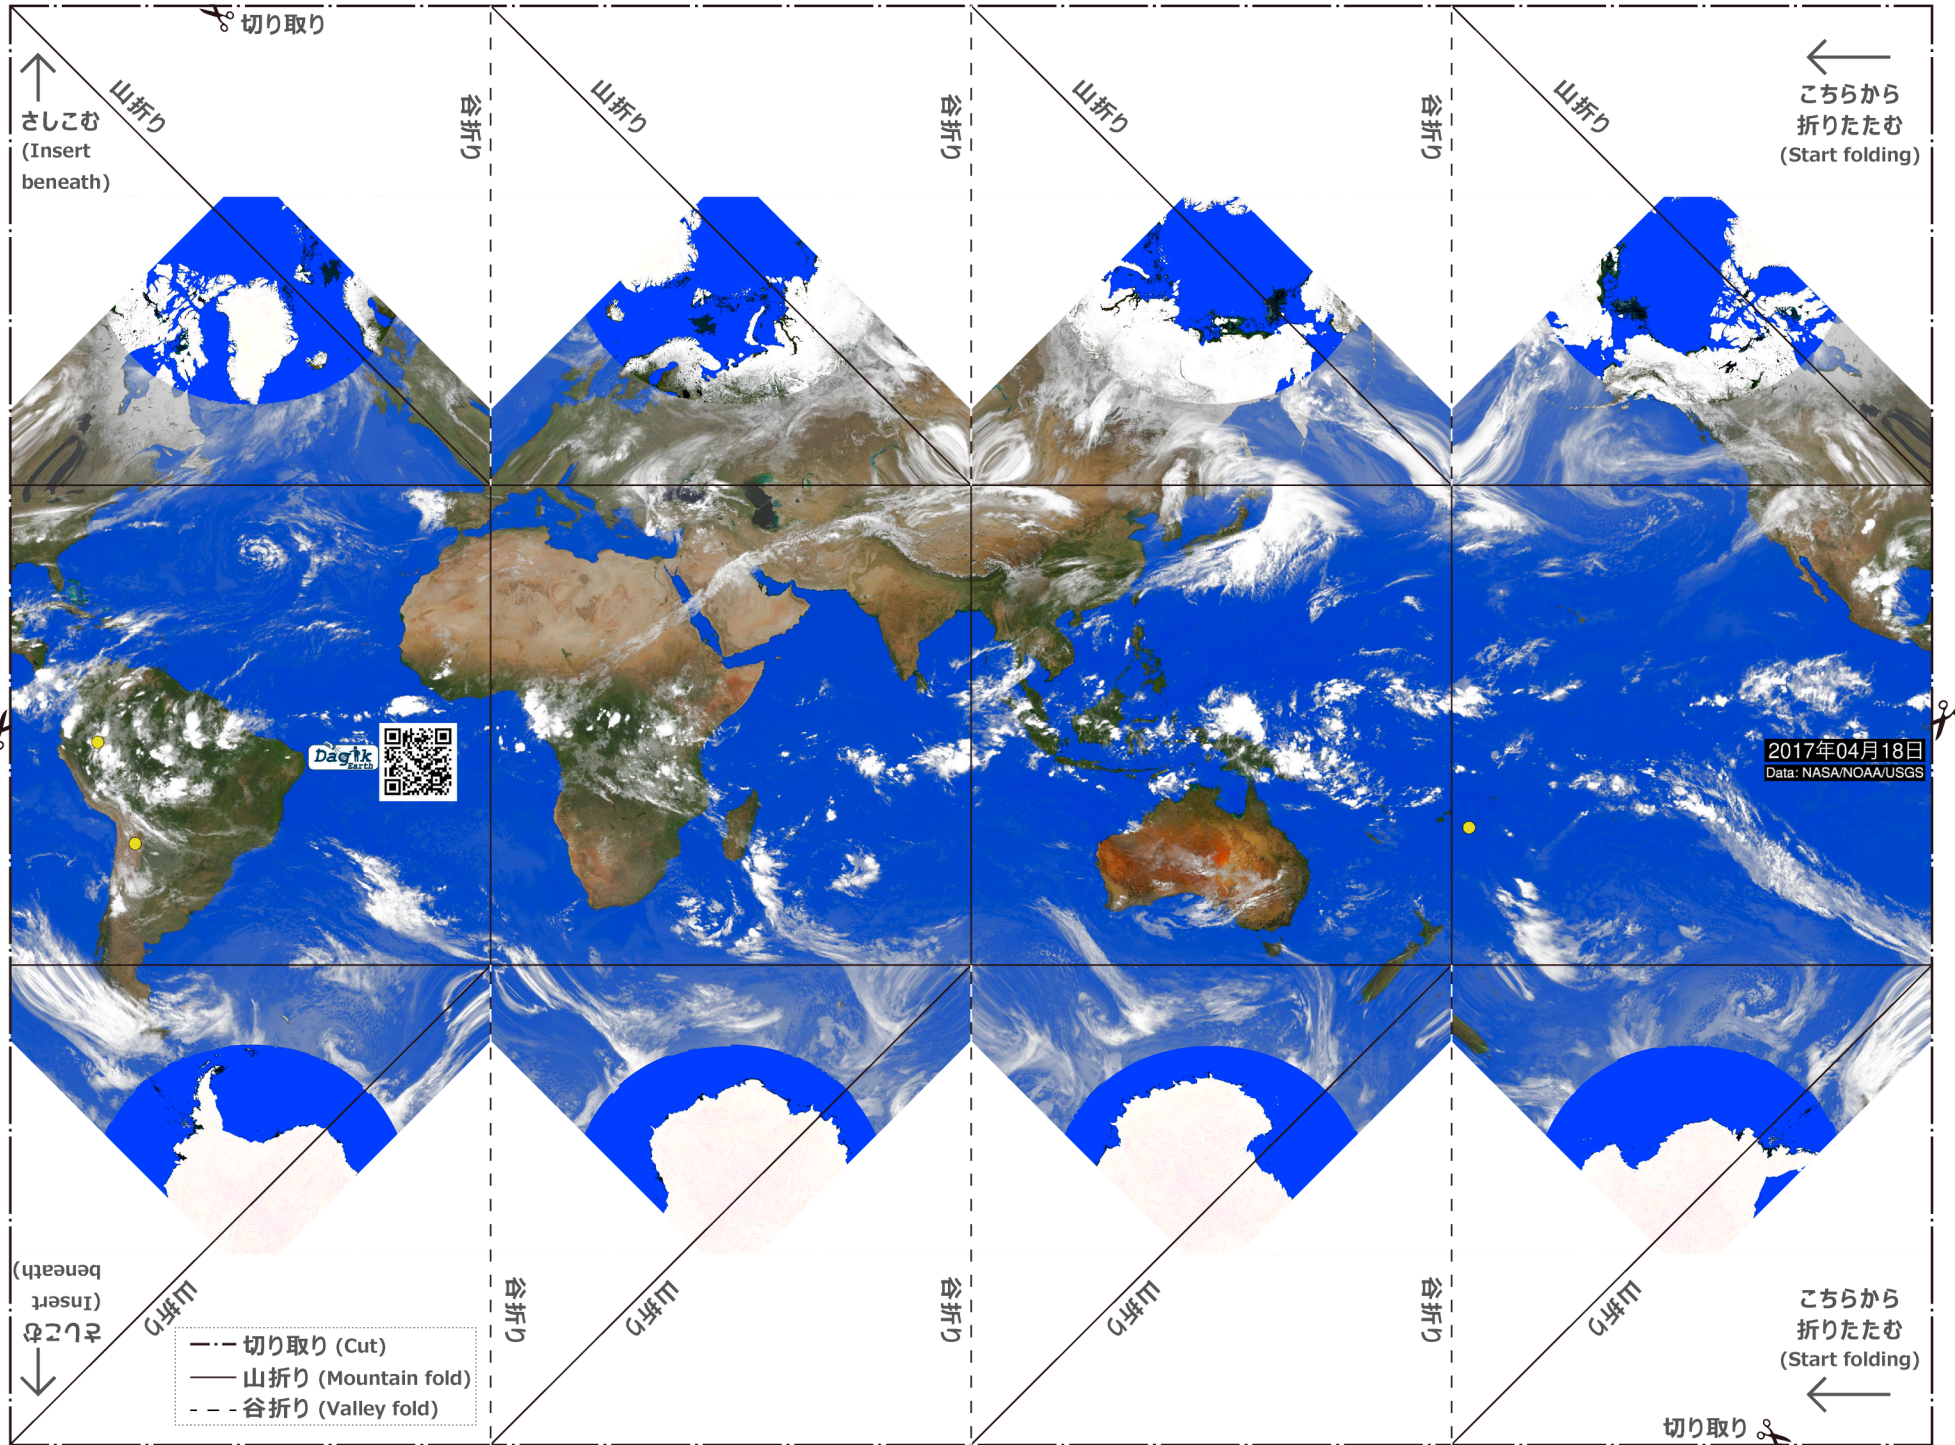 切り取り
さしこむ
(Insert
beneath)
山折り
谷折り
山折り
谷折り
山折り
谷折り
山折り
こちらから
折りたたむ
(Start folding)
Dagik
Earth
2017年04月18日
Data: NASA/NOAA/USGS
さしこむ
(Insert
beneath)
山折り
谷折り
山折り
谷折り
山折り
谷折り
山折り
こちらから
折りたたむ
(Start folding)
切り取り (Cut)
山折り (Mountain fold)
谷折り (Valley fold)
切り取り